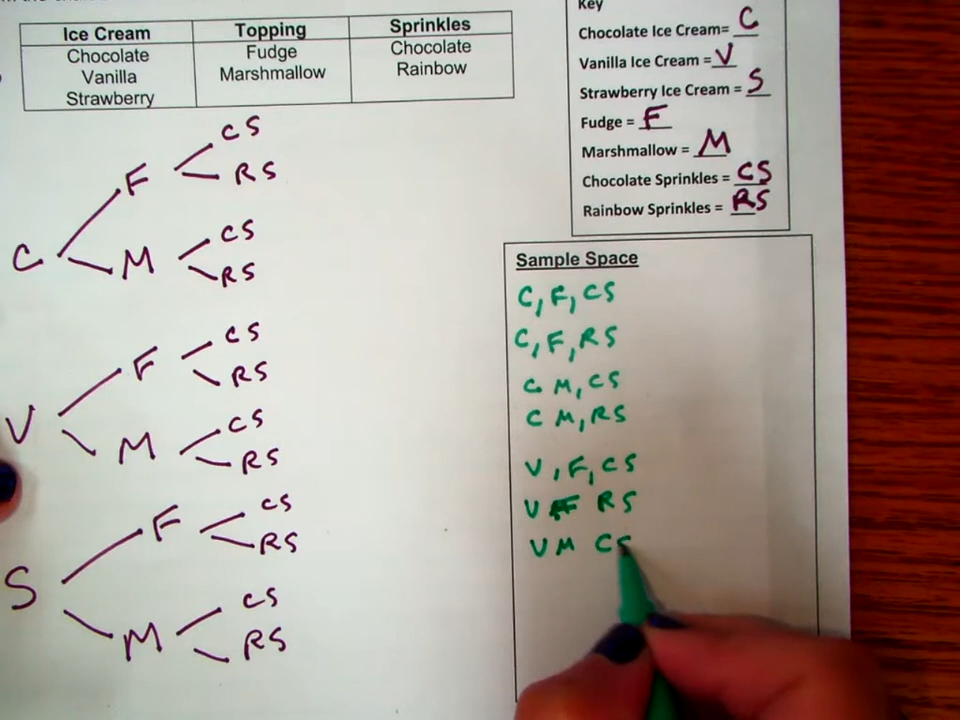 Ice Cream Topping Sprinkles
Chocolate Fudge Chocolate
Vanilla Marshmallow Rainbow
Strawberry
Key
Chocolate Ice Cream= C
Vanilla Ice Cream = V
Strawberry Ice Cream = S
Fudge = F
Marshmallow = M
Chocolate Sprinkles = CS
Rainbow Sprinkles = RS
C
F
CS
RS
M
CS
RS
V
F
CS
RS
M
CS
RS
S
F
CS
RS
M
CS
RS
Sample Space
C, F, CS
C, F, RS
C M, CS
C M, RS
V, F, CS
V F RS
V M CS